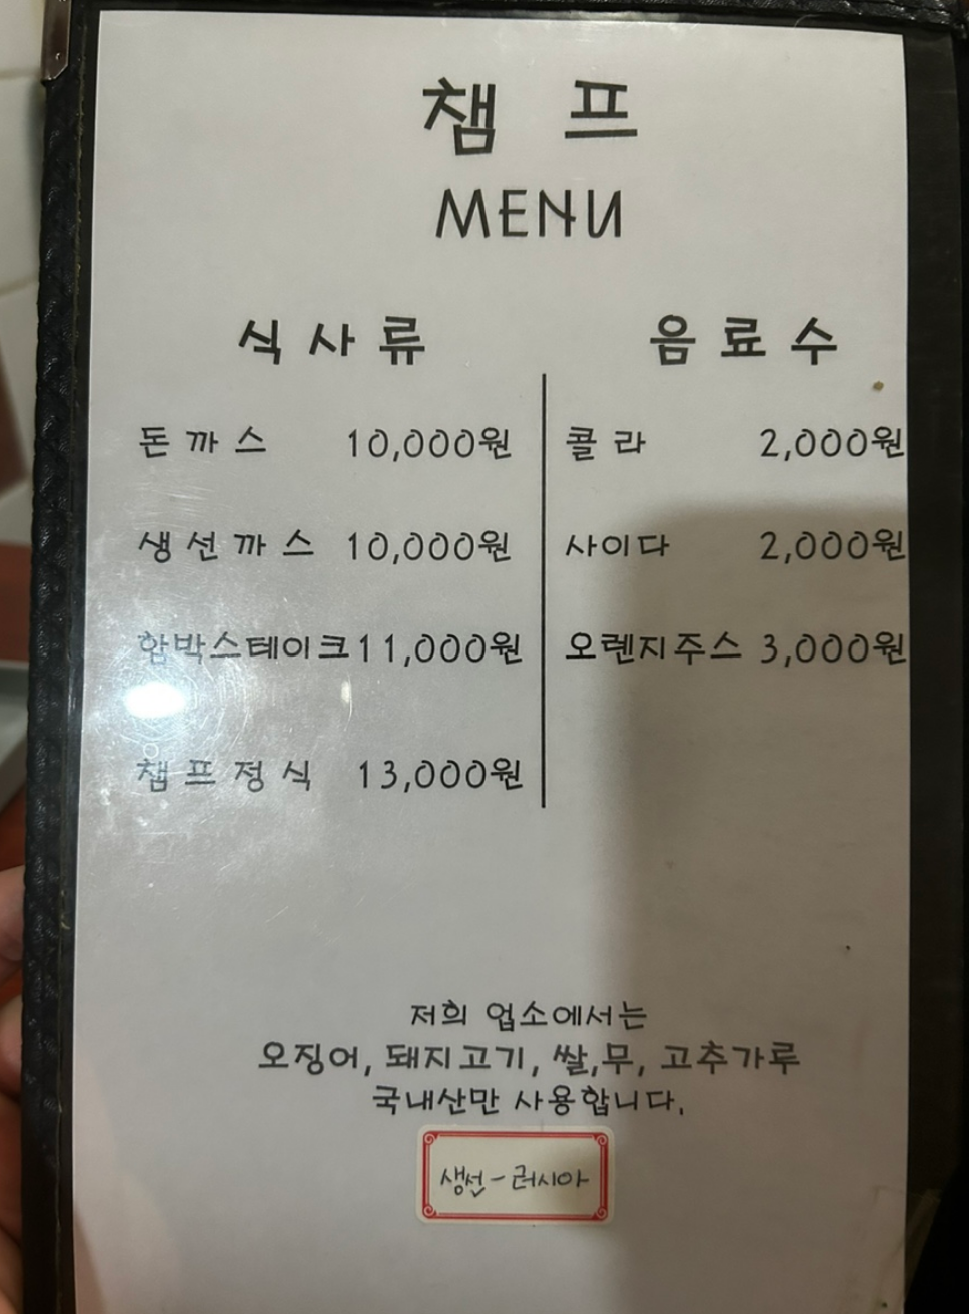 챔 프
MENU
식 사 류
돈 까 스 10,000원
생 선 까 스 10,000원
함박스테이크 11,000원
챔 프 정 식 13,000원
음 료 수
콜 라 2,000원
사이다 2,000원
오렌지주스 3,000원
저희 업소에서는
오징어, 돼지고기, 쌀,무, 고추가루
국내산만 사용합니다.
생선 - 러시아